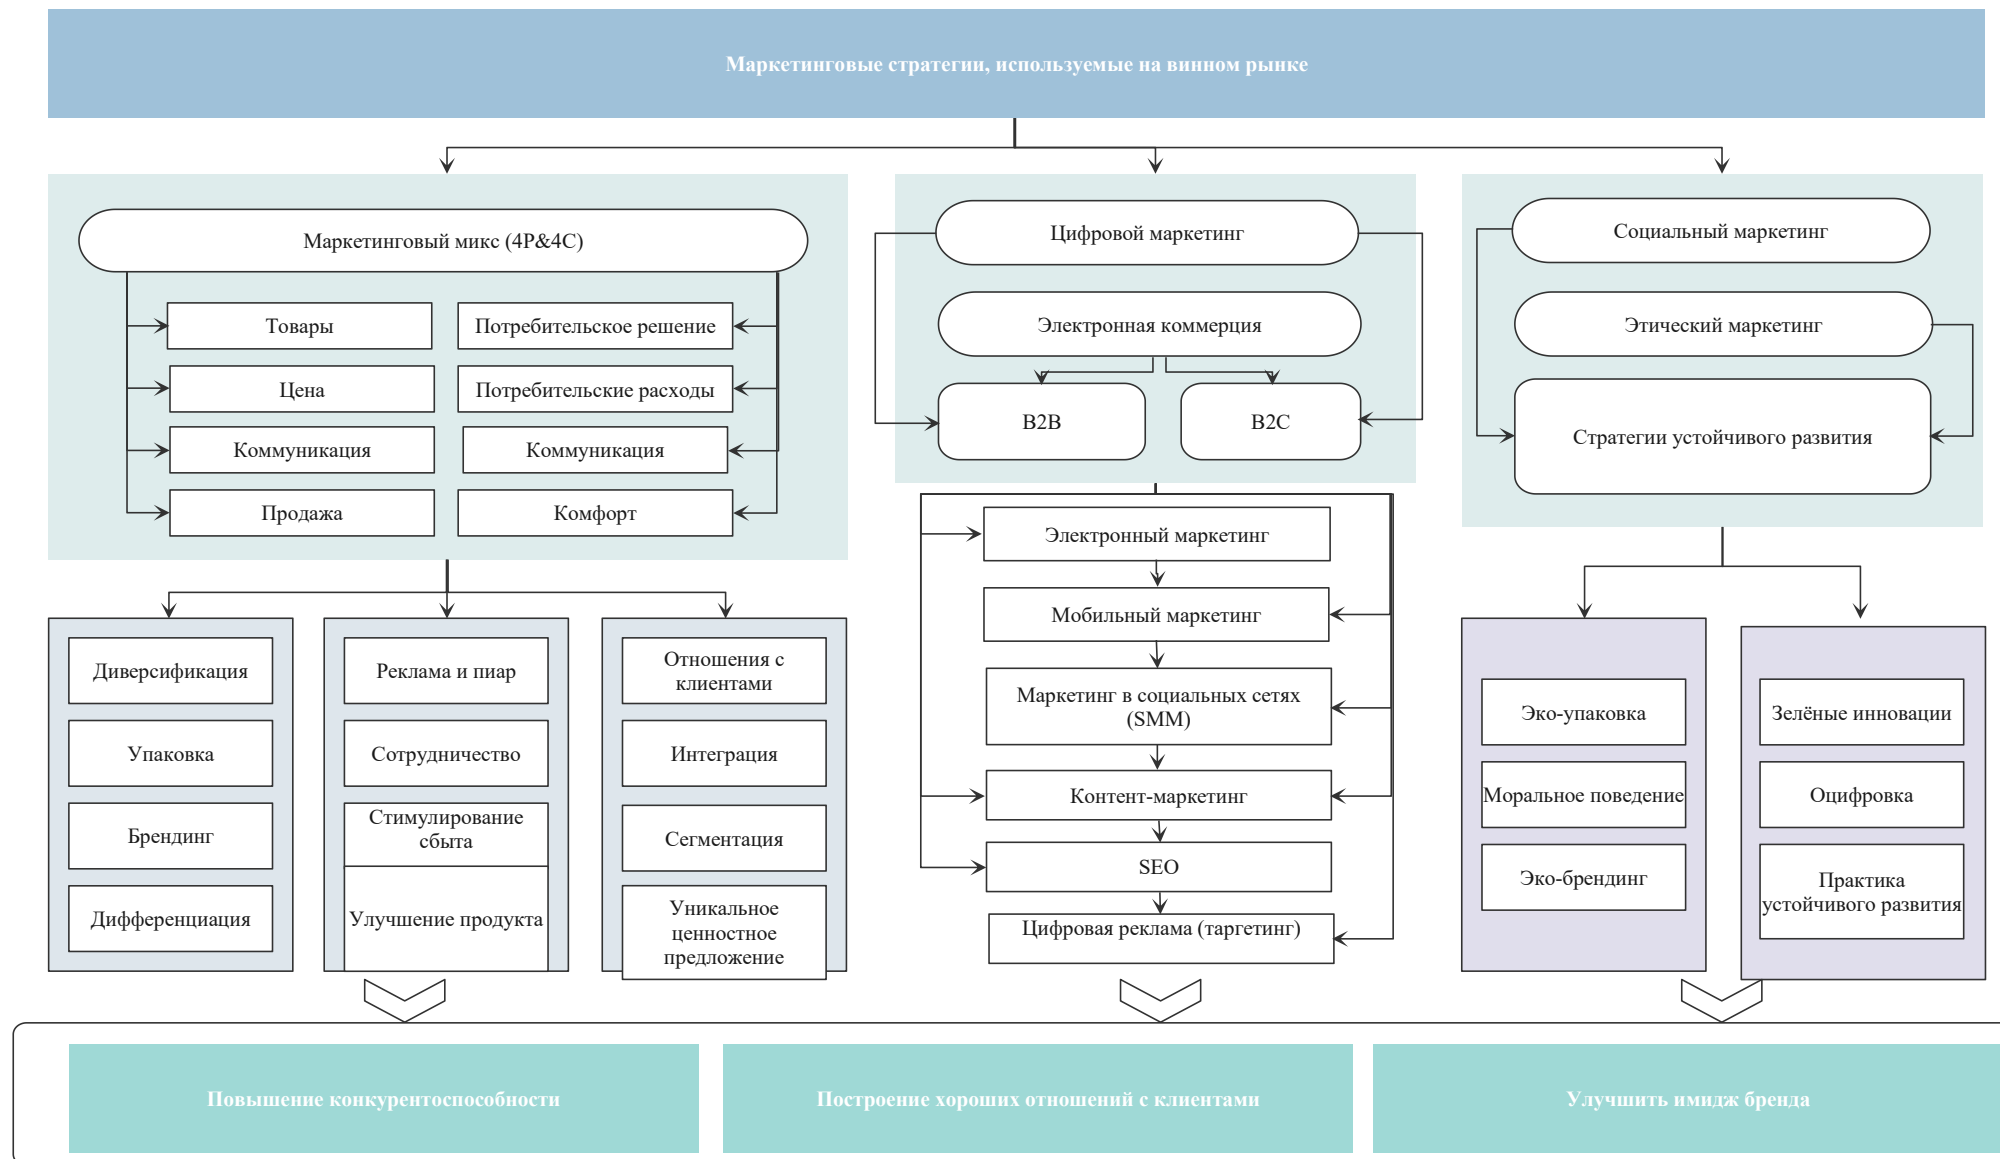 Маркетинговые стратегии, используемые на винном рынке
Маркетинговый микс (4P&4C)
Товары
Потребительское решение
Цена
Потребительские расходы
Коммуникация
Коммуникация
Продажа
Комфорт
Цифровой маркетинг
Электронная коммерция
B2B
B2C
Социальный маркетинг
Этический маркетинг
Стратегии устойчивого развития
Диверсификация
Упаковка
Брендинг
Дифференциация
Реклама и пиар
Сотрудничество
Стимулирование
сбыта
Улучшение продукта
Отношения с
клиентами
Интеграция
Сегментация
Уникальное
ценностное
предложение
Электронный маркетинг
Мобильный маркетинг
Маркетинг в социальных сетях
(SMM)
Контент-маркетинг
SEO
Цифровая реклама (таргетинг)
Эко-упаковка
Моральное поведение
Эко-брендинг
Зелёные инновации
Оцифровка
Практика
устойчивого развития
Повышение конкурентоспособности
Построение хороших отношений с клиентами
Улучшить имидж бренда